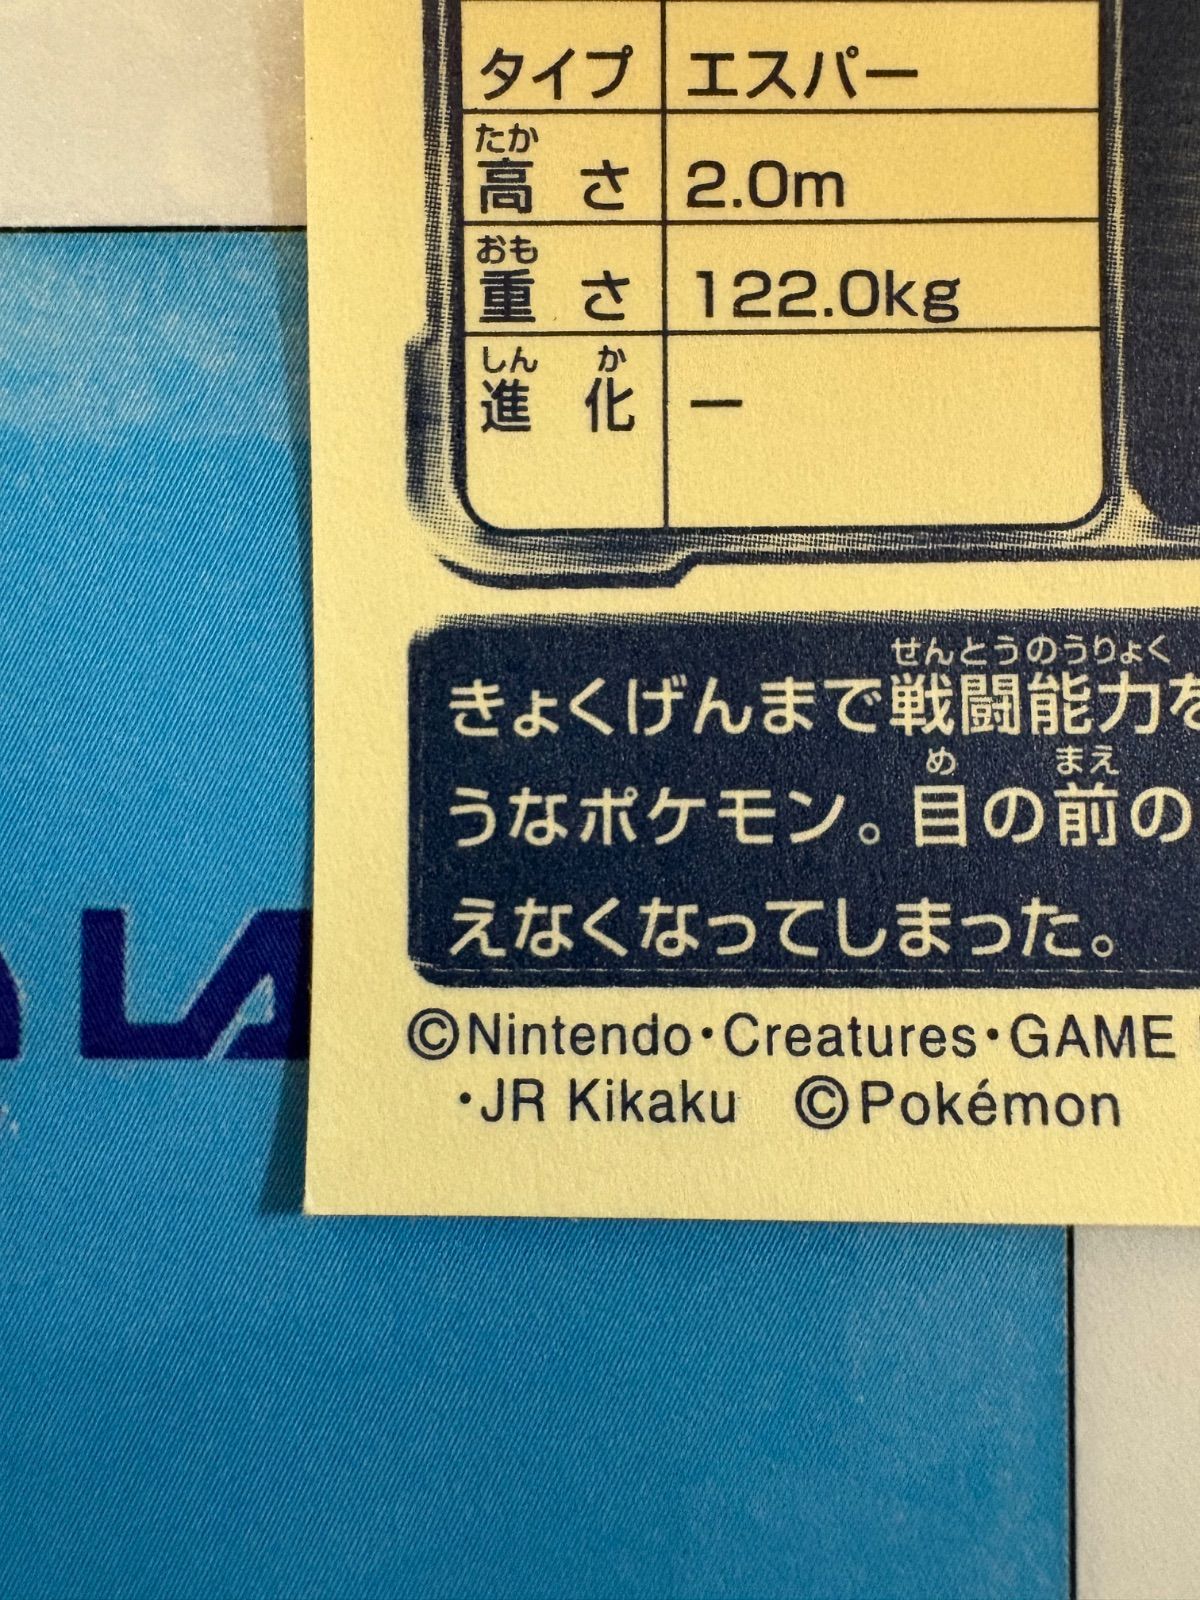 タイプ エスパー
たか
高さ 2.0m
おも
重さ 122.0kg
しん か
進化 ー
せんとうのうりょく
きょくげんまで戦闘能力を
め まえ
うなポケモン。目の前の
えなくなってしまった。
©Nintendo・Creatures・GAME
・JR Kikaku ©Pokémon